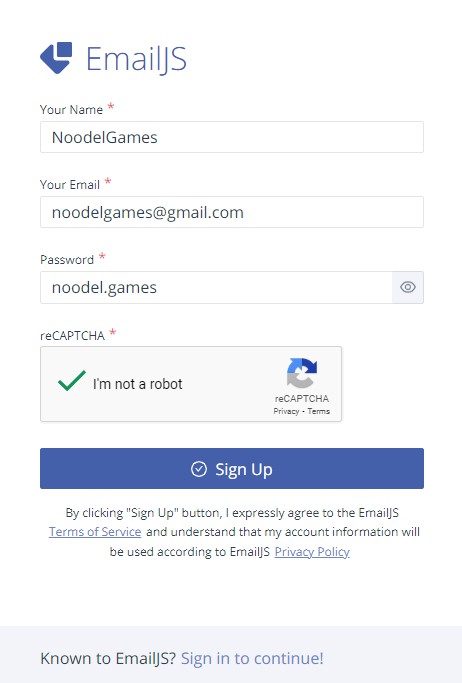 EmailJS
Your Name *
NoodelGames
Your Email *
noodelgames@gmail.com
Password *
noodel.games
reCAPTCHA *
I'm not a robot
reCAPTCHA
Privacy - Terms
Sign Up
By clicking "Sign Up" button, I expressly agree to the EmailJS
Terms of Service and understand that my account information will
be used according to EmailJS Privacy Policy
Known to EmailJS? Sign in to continue!